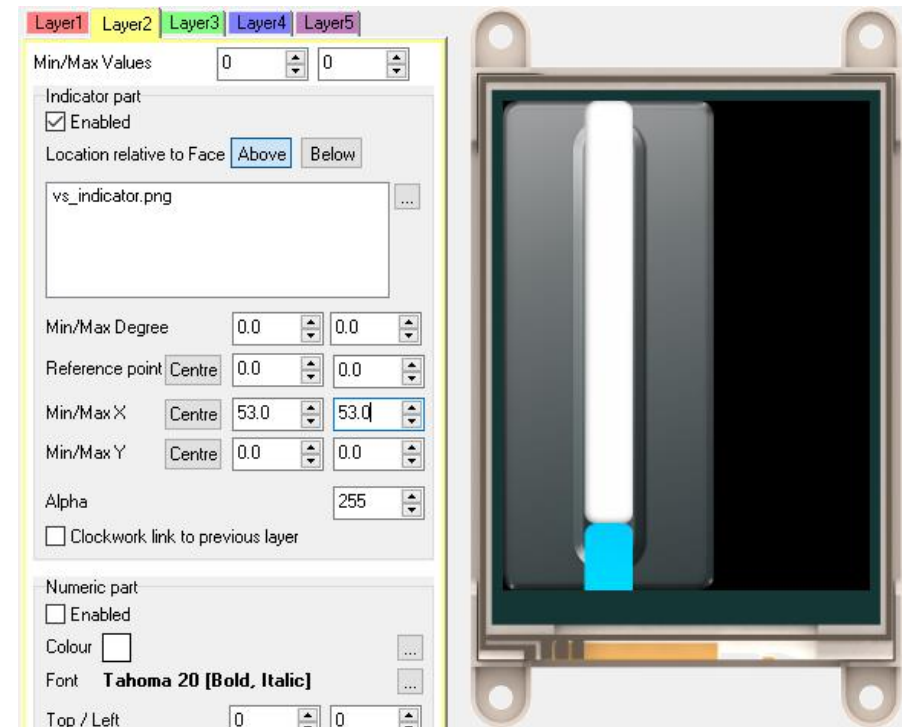 Layer1 Layer2 Layer3 Layer4 Layer5
Min/Max Values 0 0
Indicator part
Enabled
Location relative to Face Above Below
vs_indicator.png ...
Min/Max Degree 0.0 0.0
Reference point Centre 0.0 0.0
Min/Max X Centre 53.0 53.0
Min/Max Y Centre 0.0 0.0
Alpha 255
Clockwork link to previous layer
Numeric part
Enabled
Colour ...
Font Tahoma 20 [Bold, Italic] ...
Top / Left 0 0